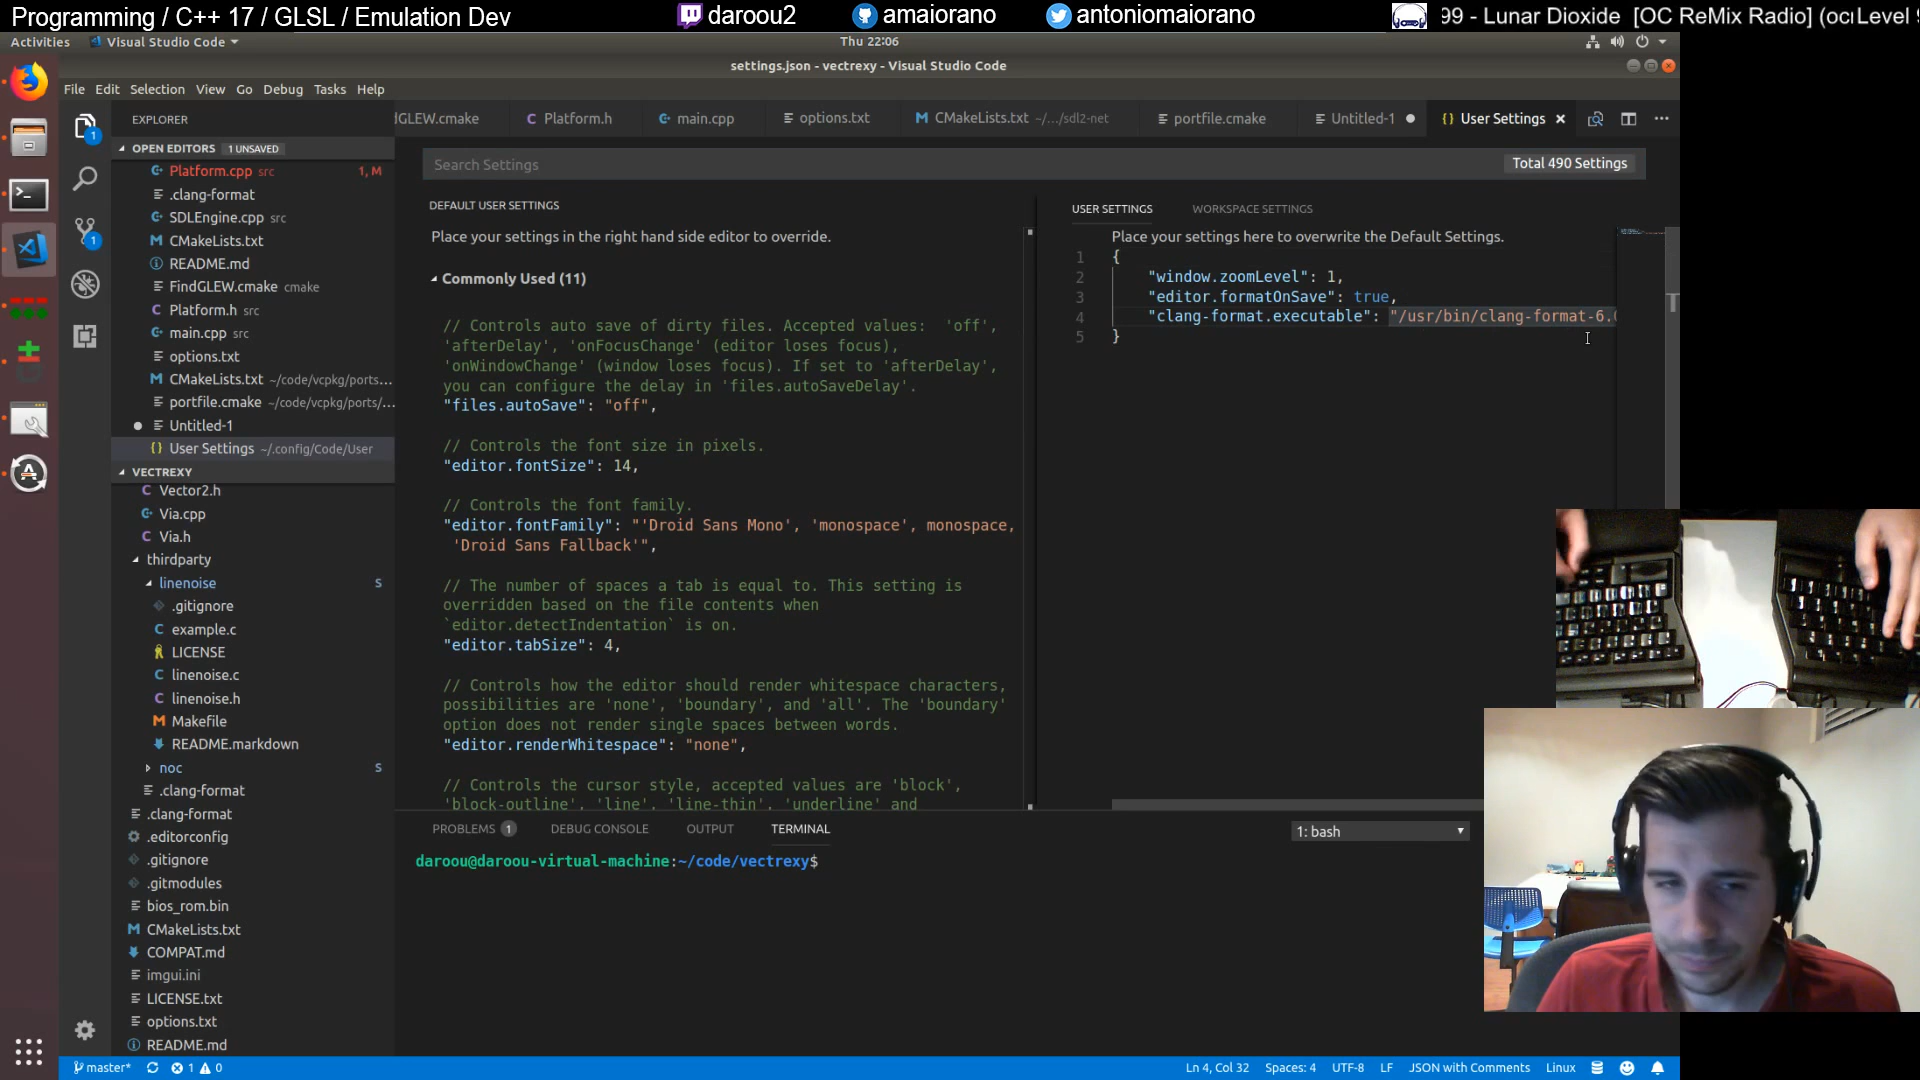 Programming / C++ 17 / GLSL / Emulation Dev
daroou2
amaiorano
antoniomaiorano
99 - Lunar Dioxide [OC ReMix Radio] (oci Level 9
Activities
Visual Studio Code
Thu 22:06
settings.json - vectrexy - Visual Studio Code
File Edit Selection View Go Debug Tasks Help
EXPLORER
dGLEW.cmake
Platform.h
main.cpp
options.txt
CMakeLists.txt ~/.../sdl2-net
portfile.cmake
Untitled-1
User Settings
OPEN EDITORS 1 UNSAVED
Platform.cpp src 1, M
.clang-format
SDLEngine.cpp src
CMakeLists.txt
README.md
FindGLEW.cmake cmake
Platform.h src
main.cpp src
options.txt
CMakeLists.txt ~/code/vcpkg/ports...
portfile.cmake ~/code/vcpkg/ports/...
Untitled-1
User Settings ~/.config/Code/User
VECTREXY
Vector2.h
Via.cpp
Via.h
thirdparty
linenoise S
.gitignore
example.c
LICENSE
linenoise.c
linenoise.h
Makefile
README.markdown
noc S
.clang-format
.clang-format
.editorconfig
.gitignore
.gitmodules
bios_rom.bin
CMakeLists.txt
COMPAT.md
imgui.ini
LICENSE.txt
options.txt
README.md
Search Settings
Total 490 Settings
DEFAULT USER SETTINGS
Place your settings in the right hand side editor to override.
Commonly Used (11)
// Controls auto save of dirty files. Accepted values: 'off',
'afterDelay', 'onFocusChange' (editor loses focus),
'onWindowChange' (window loses focus). If set to 'afterDelay',
you can configure the delay in 'files.autoSaveDelay'.
"files.autoSave": "off",
// Controls the font size in pixels.
"editor.fontSize": 14,
// Controls the font family.
"editor.fontFamily": "'Droid Sans Mono', 'monospace', monospace,
'Droid Sans Fallback'",
// The number of spaces a tab is equal to. This setting is
overridden based on the file contents when
`editor.detectIndentation` is on.
"editor.tabSize": 4,
// Controls how the editor should render whitespace characters,
possibilities are 'none', 'boundary', and 'all'. The 'boundary'
option does not render single spaces between words.
"editor.renderWhitespace": "none",
// Controls the cursor style, accepted values are 'block',
'block-outline', 'line', 'line-thin', 'underline' and
USER SETTINGS WORKSPACE SETTINGS
Place your settings here to overwrite the Default Settings.
1 {
2 "window.zoomLevel": 1,
3 "editor.formatOnSave": true,
4 "clang-format.executable": "/usr/bin/clang-format-6.0
5 }
PROBLEMS 1 DEBUG CONSOLE OUTPUT TERMINAL
1: bash
daroou@daroou-virtual-machine:~/code/vectrexy$
master* 1 0
Ln 4, Col 32 Spaces: 4 UTF-8 LF JSON with Comments Linux